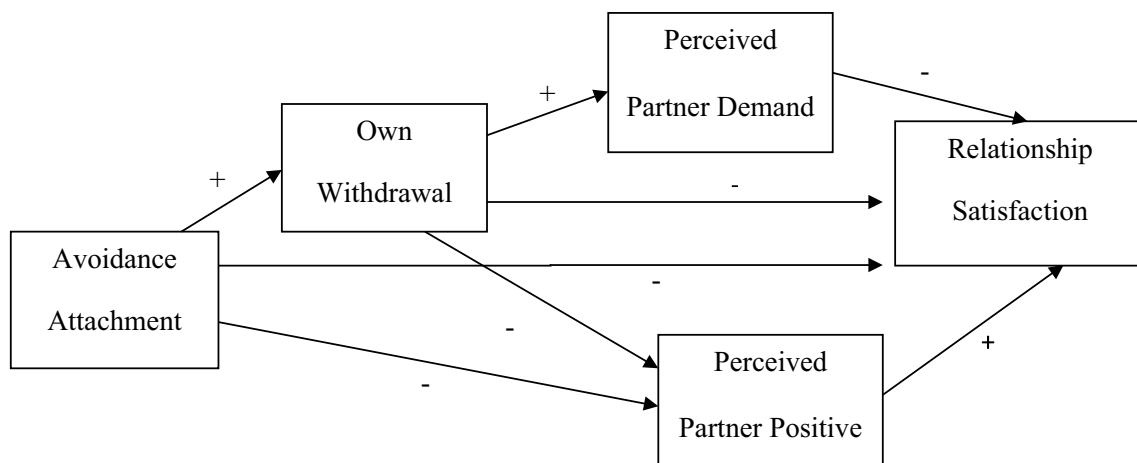 Perceived
Partner Demand
-
+
Own
Withdrawal
Relationship
Satisfaction
+
-
Avoidance
Attachment
-
-
-
+
Perceived
Partner Positive